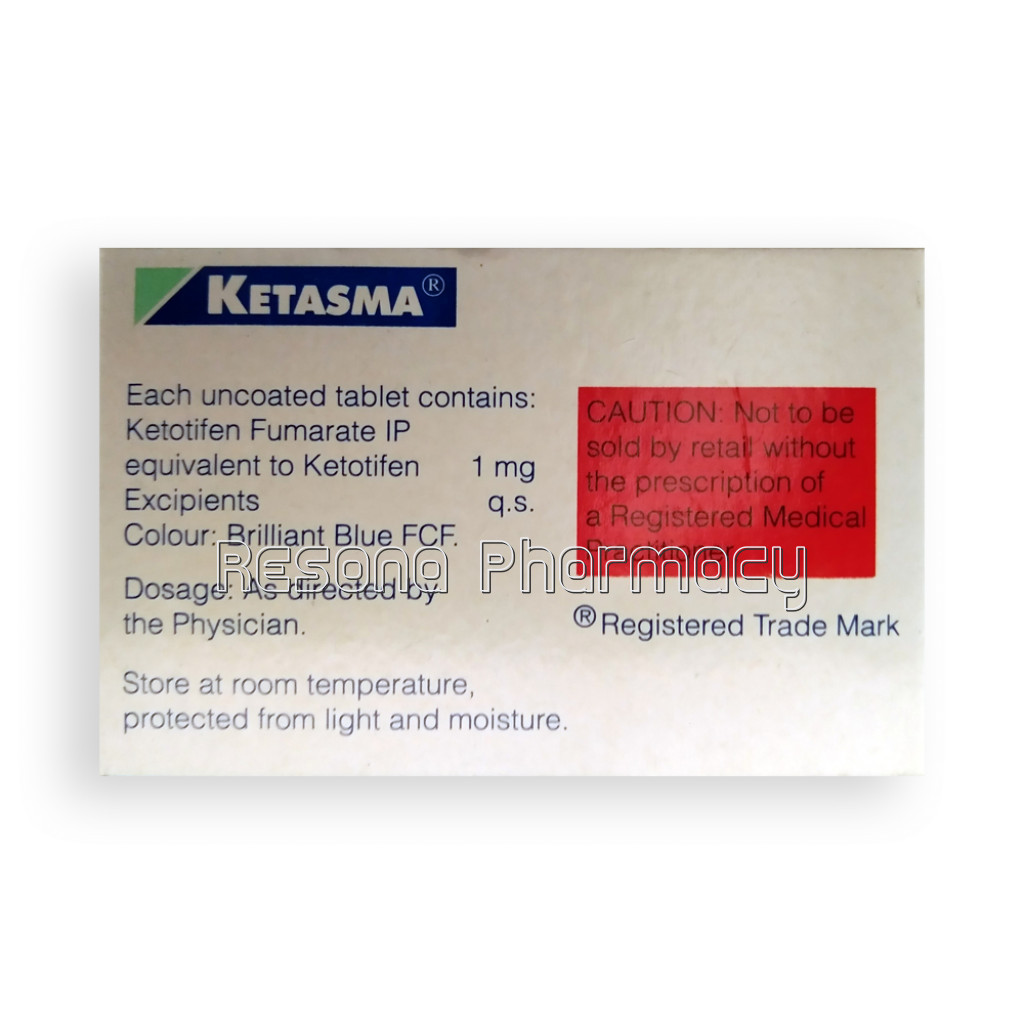 KETASMA®
Each uncoated tablet contains:
Ketotifen Fumarate IP
equivalent to Ketotifen 1 mg
Excipients q.s.
Colour: Brilliant Blue FCF.
Dosage: As directed by
the Physician.
Store at room temperature,
protected from light and moisture.
CAUTION: Not to be
sold by retail without
the prescription of
a Registered Medical
Practitioner.
® Registered Trade Mark
Resona Pharmacy